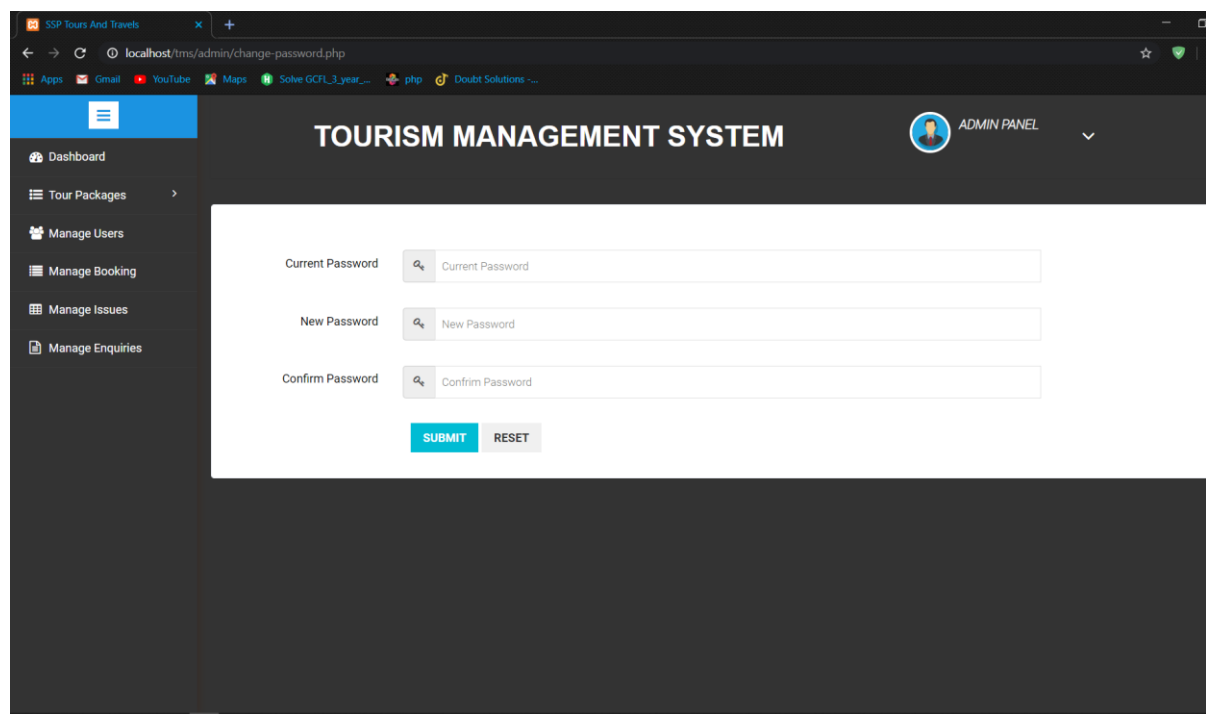 SSP Tours And Travels
localhost/tms/admin/change-password.php
Apps Gmail YouTube Maps Solve GCFL_3_year_... php Doubt Solutions -...
TOURISM MANAGEMENT SYSTEM
ADMIN PANEL
Dashboard
Tour Packages
Manage Users
Manage Booking
Manage Issues
Manage Enquiries
Current Password Current Password
New Password New Password
Confirm Password Confrim Password
SUBMIT RESET